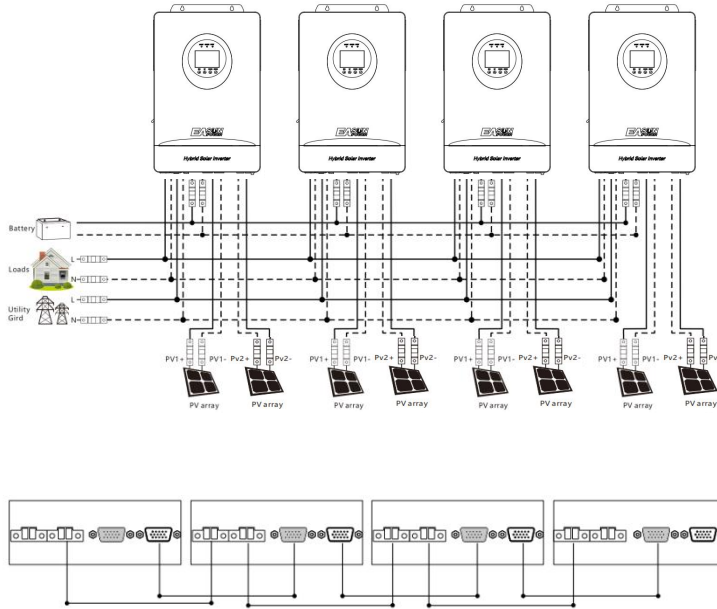 EASUN EASUN EASUN EASUN
Hybrid Solar Inverter Hybrid Solar Inverter Hybrid Solar Inverter Hybrid Solar Inverter
Battery
Loads
L
N
Utility
Gird
L
N
PV1+ PV1- Pv2+ Pv2- PV1+ PV1- Pv2+ Pv2- PV1+ PV1- Pv2+ Pv2- PV1+ PV1- Pv2+
PV array PV array PV array PV array PV array PV array PV array PV array